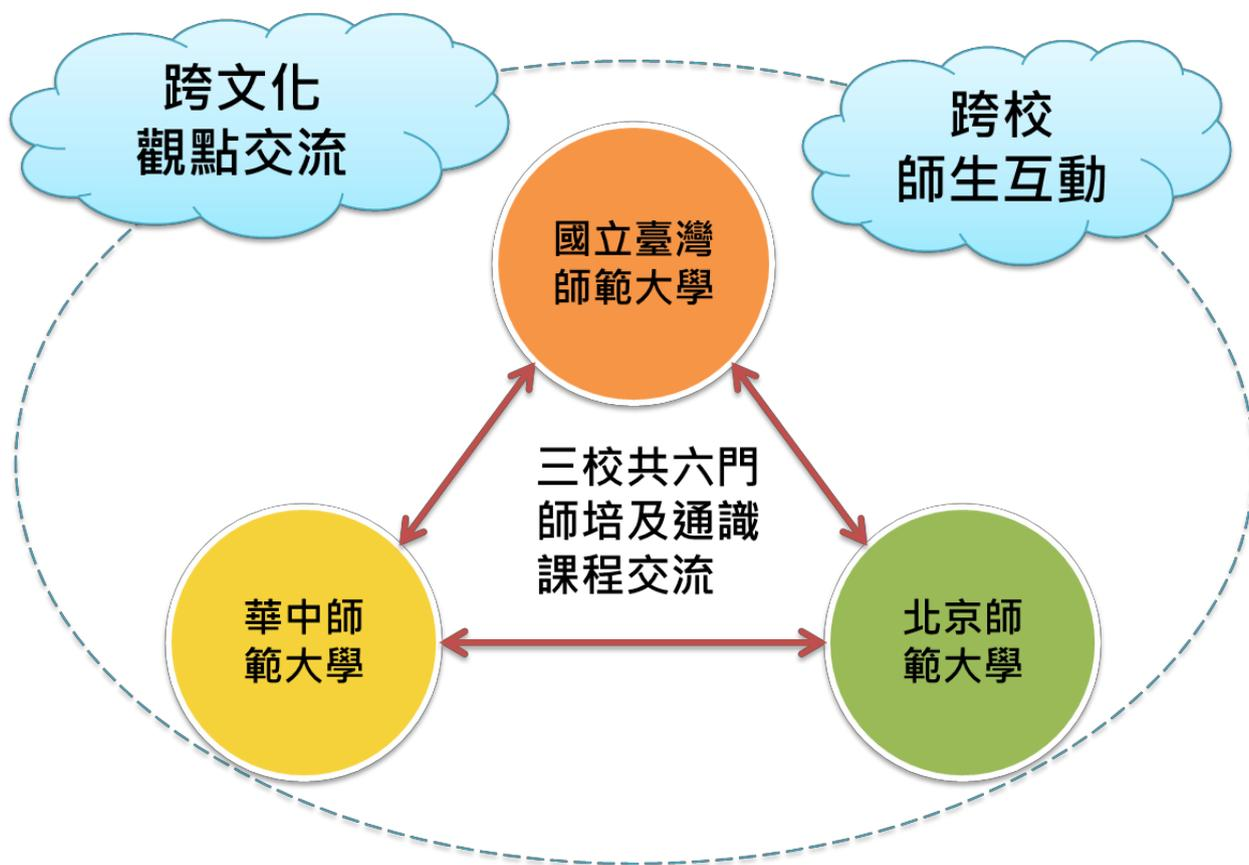 跨文化
觀點交流
跨校
師生互動
國立臺灣
師範大學
三校共六門
師培及通識
課程交流
華中師
範大學
北京師
範大學